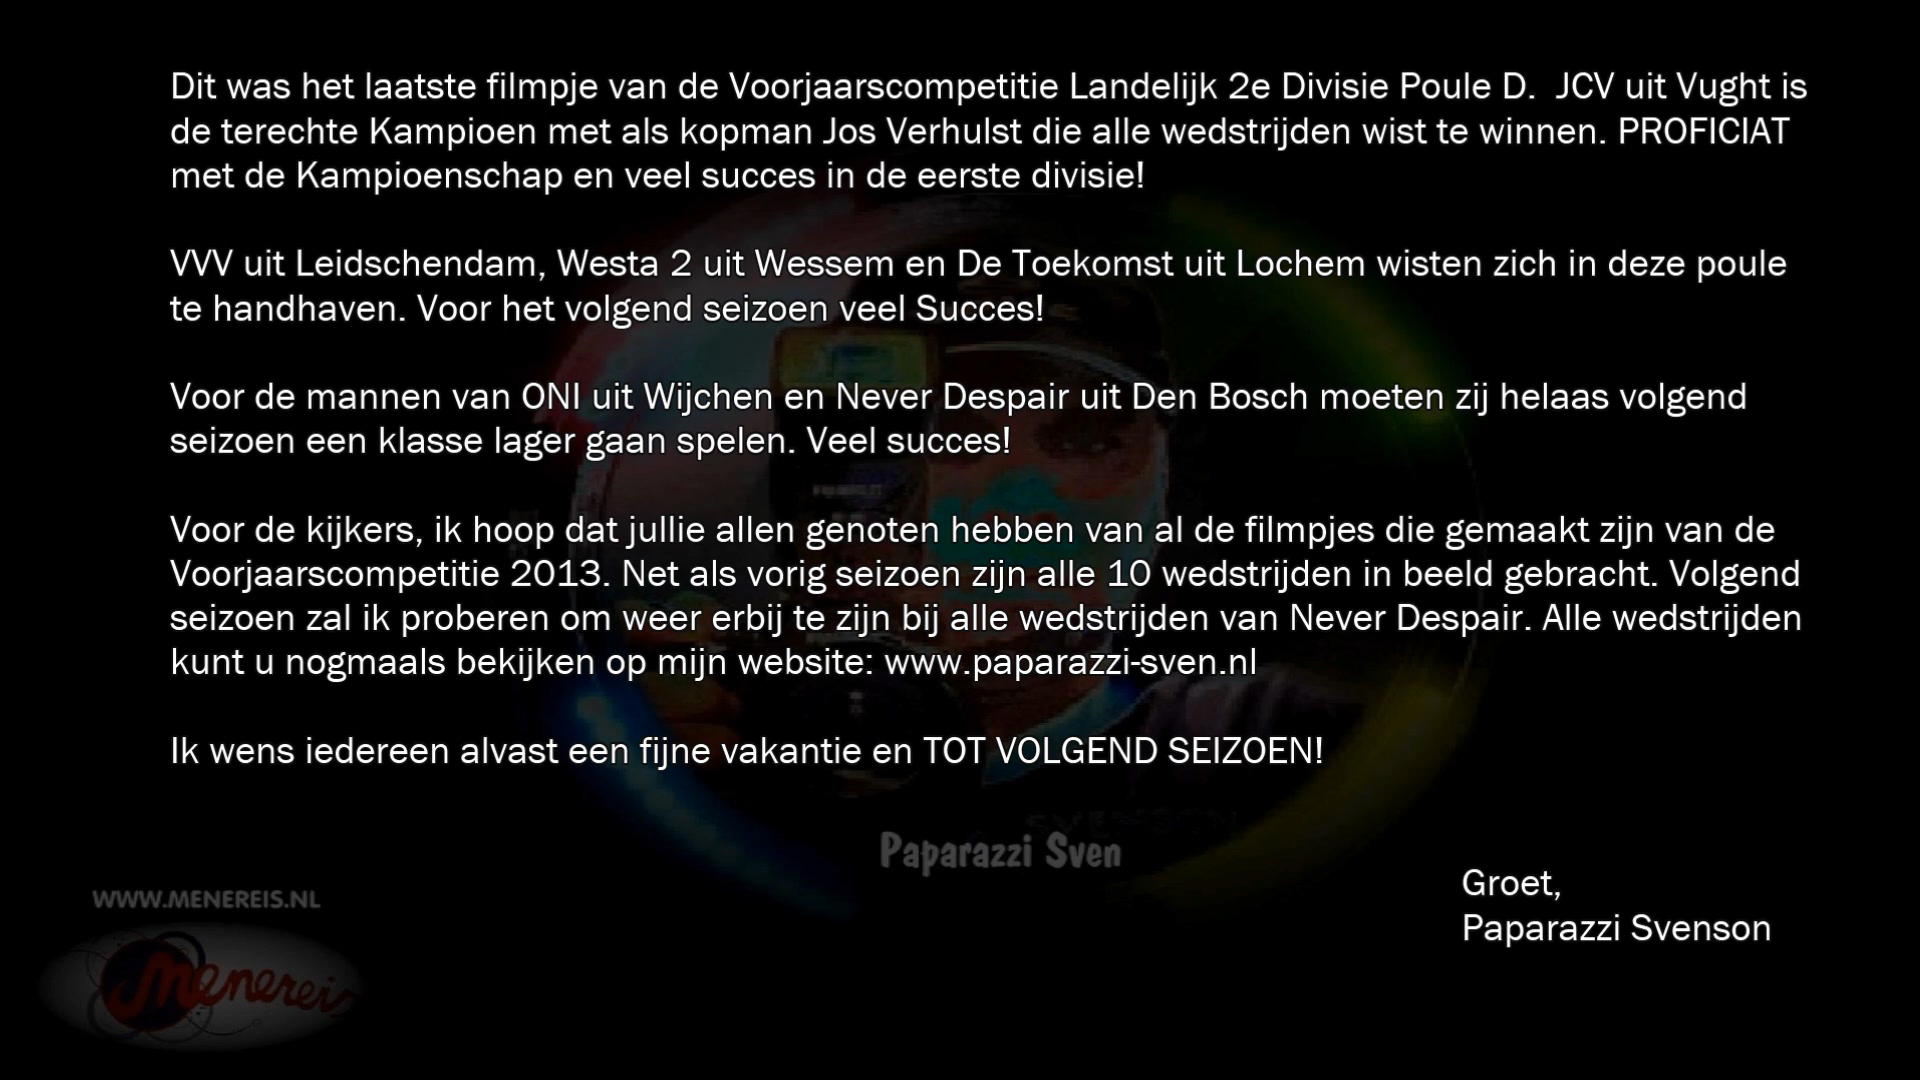 Dit was het laatste filmpje van de Voorjaarscompetitie Landelijk 2e Divisie Poule D.  JCV uit Vught is
de terechte Kampioen met als kopman Jos Verhulst die alle wedstrijden wist te winnen. PROFICIAT
met de Kampioenschap en veel succes in de eerste divisie!
VVV uit Leidschendam, Westa 2 uit Wessem en De Toekomst uit Lochem wisten zich in deze poule
te handhaven. Voor het volgend seizoen veel Succes!
Voor de mannen van ONI uit Wijchen en Never Despair uit Den Bosch moeten zij helaas volgend
seizoen een klasse lager gaan spelen. Veel succes!
Voor de kijkers, ik hoop dat jullie allen genoten hebben van al de filmpjes die gemaakt zijn van de
Voorjaarscompetitie 2013. Net als vorig seizoen zijn alle 10 wedstrijden in beeld gebracht. Volgend
seizoen zal ik proberen om weer erbij te zijn bij alle wedstrijden van Never Despair. Alle wedstrijden
kunt u nogmaals bekijken op mijn website: www.paparazzi-sven.nl
Ik wens iedereen alvast een fijne vakantie en TOT VOLGEND SEIZOEN!
SVENSON
Paparazzi Sven
Groet,
Paparazzi Svenson
WWW.MENEREIS.NL
Menereis